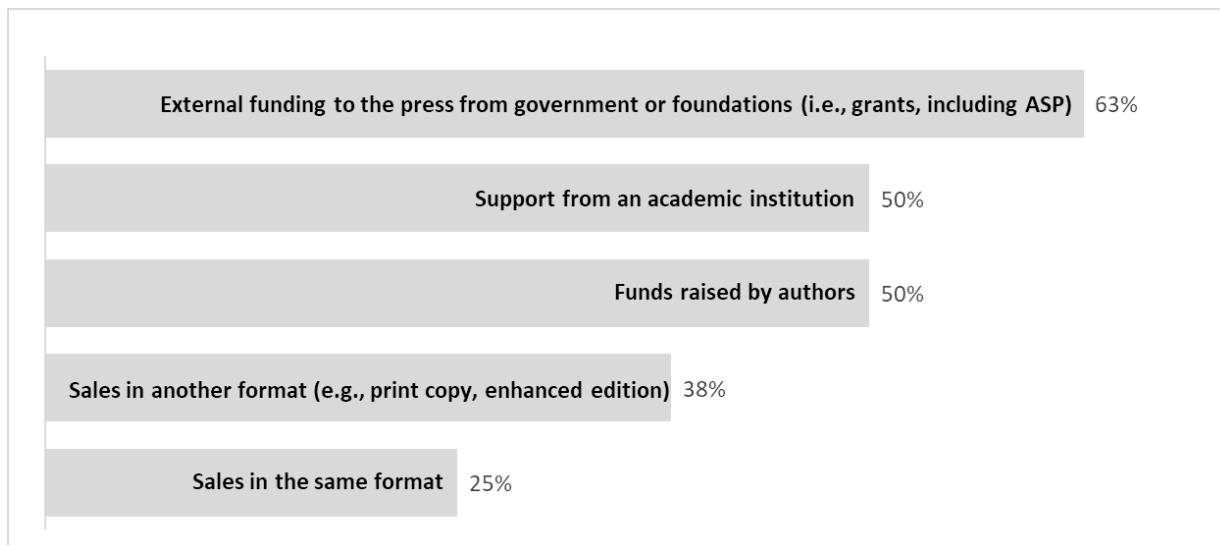 External funding to the press from government or foundations (i.e., grants, including ASP) 63%
Support from an academic institution 50%
Funds raised by authors 50%
Sales in another format (e.g., print copy, enhanced edition) 38%
Sales in the same format 25%